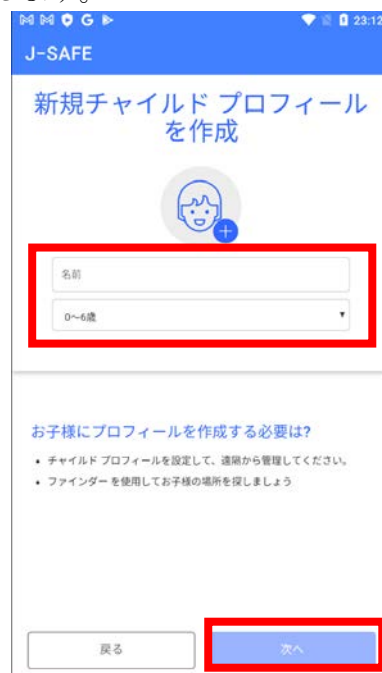 23:12
J-SAFE
新規チャイルド プロフィール
を作成
名前
0〜6歳
お子様にプロフィールを作成する必要は?
• チャイルド プロフィールを設定して、遠隔から管理してください。
• ファインダー を使用してお子様の場所を探しましょう
戻る
次へ